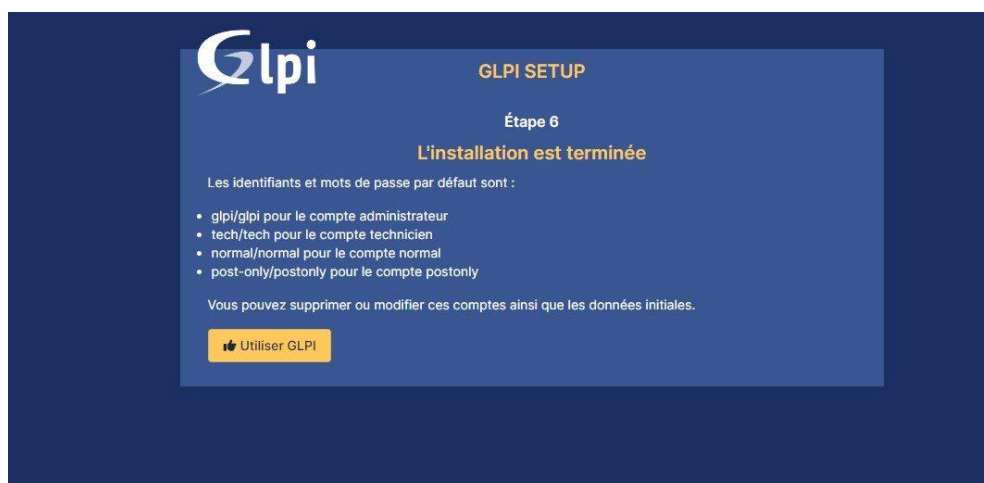 Glpi
GLPI SETUP
Étape 6
L'installation est terminée
Les identifiants et mots de passe par défaut sont :
• glpi/glpi pour le compte administrateur
• tech/tech pour le compte technicien
• normal/normal pour le compte normal
• post-only/postonly pour le compte postonly
Vous pouvez supprimer ou modifier ces comptes ainsi que les données initiales.
Utiliser GLPI